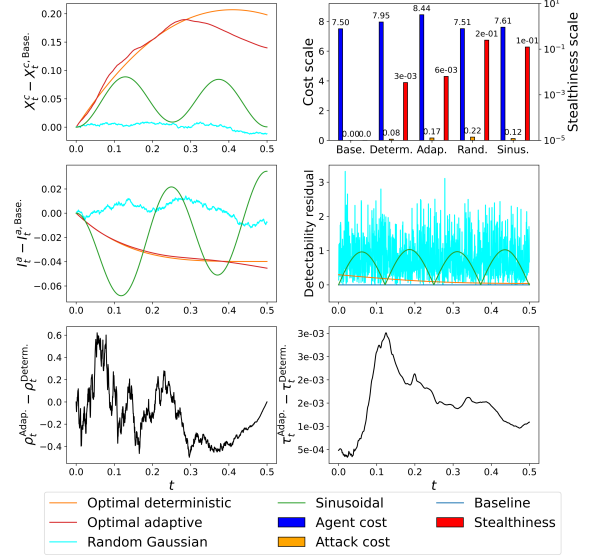 X_t^c − X_t^{c, Base.}
0.20
0.15
0.10
0.05
0.00
0.0 0.1 0.2 0.3 0.4 0.5
Cost scale
8
6
4
2
0
7.50 7.95 8.44 7.51 7.61
0.00 0.0 0.08 0.17 0.22 0.12
3e-03 6e-03 2e-01 1e-01
Base. Determ. Adap. Rand. Sinus.
10^1
10^{-1}
10^{-3}
10^{-5}
Stealthiness scale
I_t^a − I_t^{a, Base.}
0.02
0.00
−0.02
−0.04
−0.06
0.0 0.1 0.2 0.3 0.4 0.5
Detectability residual
3
2
1
0
0.0 0.1 0.2 0.3 0.4 0.5
ρ_t^{Adap.} − ρ_t^{Determ.}
0.6
0.4
0.2
0.0
−0.2
−0.4
0.0 0.1 0.2 0.3 0.4 0.5
t
τ_t^{Adap.} − τ_t^{Determ.}
3e-03
3e-03
2e-03
2e-03
1e-03
5e-04
0.0 0.1 0.2 0.3 0.4 0.5
t
Optimal deterministic Sinusoidal Baseline
Optimal adaptive Agent cost Stealthiness
Random Gaussian Attack cost